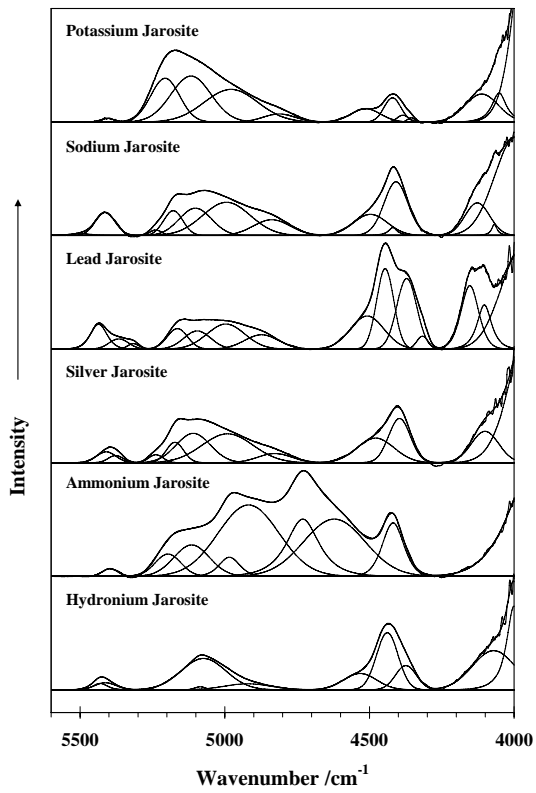 Potassium Jarosite
Sodium Jarosite
Lead Jarosite
Silver Jarosite
Ammonium Jarosite
Hydronium Jarosite
Intensity
5500 5000 4500 4000
Wavenumber /cm⁻¹